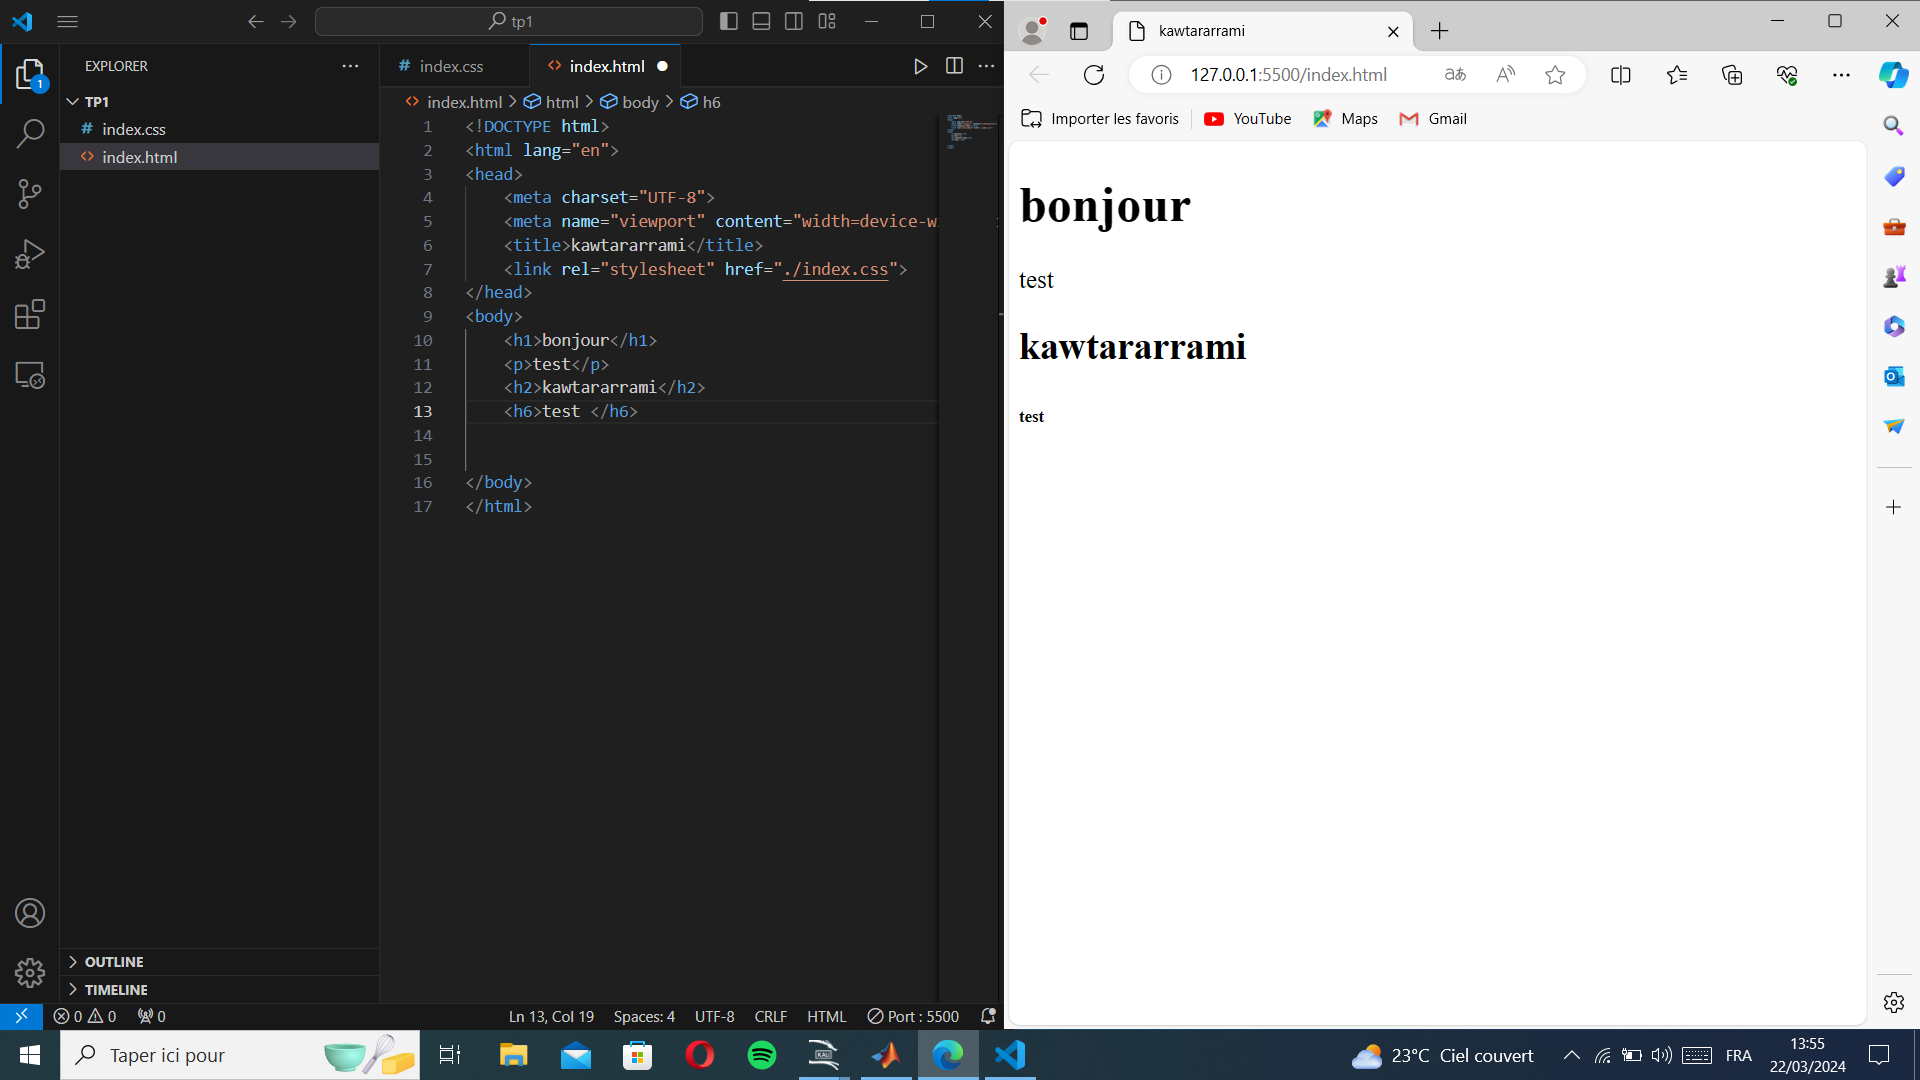 tp1
EXPLORER
TP1
index.css
index.html
OUTLINE
TIMELINE
1
index.css
index.html
index.html > html > body > h6
1 <!DOCTYPE html>
2 <html lang="en">
3 <head>
4 <meta charset="UTF-8">
5 <meta name="viewport" content="width=device-w
6 <title>kawtararrami</title>
7 <link rel="stylesheet" href="./index.css">
8 </head>
9 <body>
10 <h1>bonjour</h1>
11 <p>test</p>
12 <h2>kawtararrami</h2>
13 <h6>test </h6>
14
15
16 </body>
17 </html>
0 0 0 Ln 13, Col 19 Spaces: 4 UTF-8 CRLF HTML Port : 5500
kawtararrami
127.0.0.1:5500/index.html
Importer les favoris YouTube Maps Gmail
bonjour
test
kawtararrami
test
Taper ici pour
23°C Ciel couvert FRA
13:55
22/03/2024